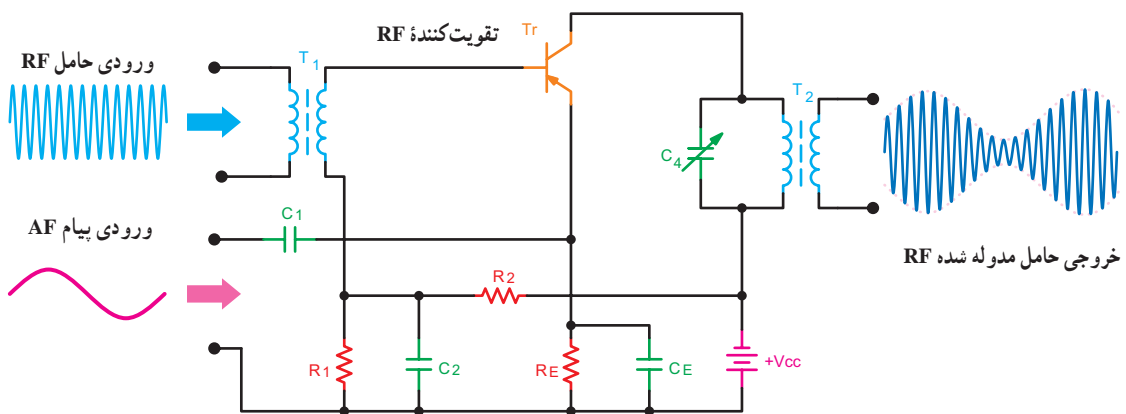 تقویت‌کنندهٔ RF
Tr
ورودی حامل RF
T1
T2
C4
ورودی پیام AF
C1
خروجی حامل مدوله شده RF
R2
R1
C2
RE
CE
+Vcc